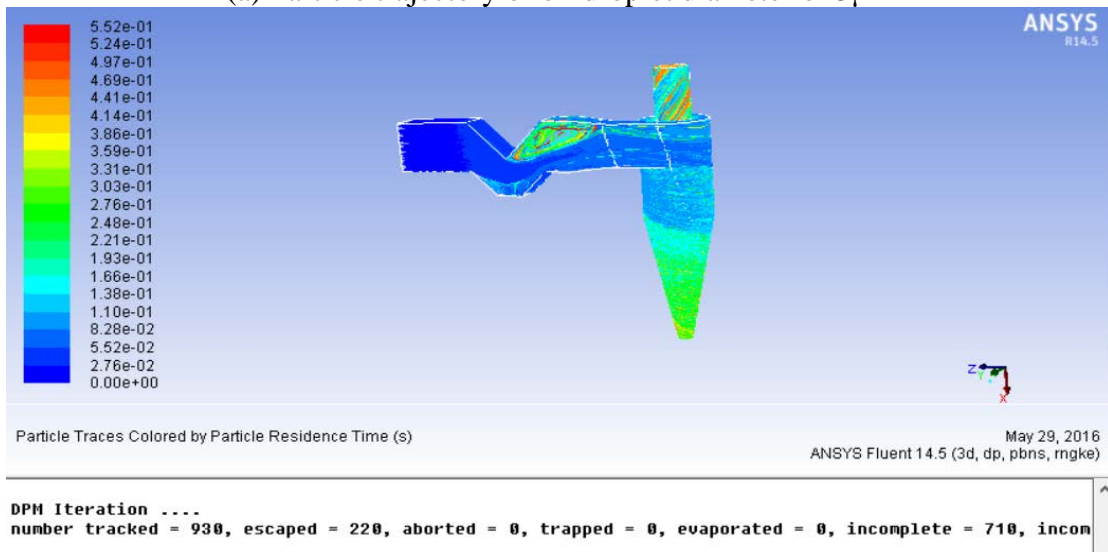 5.52e-01
ANSYS
5.24e-01
R14.5
4.97e-01
4.69e-01
4.41e-01
4.14e-01
3.86e-01
3.59e-01
3.31e-01
3.03e-01
2.76e-01
2.48e-01
2.21e-01
1.93e-01
1.66e-01
1.38e-01
1.10e-01
8.28e-02
5.52e-02
2.76e-02
0.00e+00
Z
Y
X
Particle Traces Colored by Particle Residence Time (s)
May 29, 2016
ANSYS Fluent 14.5 (3d, dp, pbns, rngke)
DPM Iteration ....
number tracked = 930, escaped = 220, aborted = 0, trapped = 0, evaporated = 0, incomplete = 710, incom